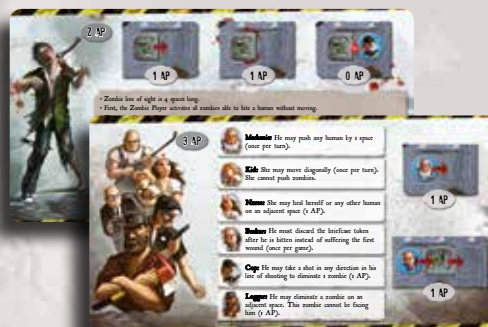 2 AP
1 AP
1 AP
0 AP
• Zombie line of sight is 4 spaces long.
• First, the Zombie Player activates all zombies able to bite a human without moving.
3 AP
Mechanic: He may push any human by 1 space
(once per turn).
Kid: She may move diagonally (once per turn).
She cannot push zombies.
Nurse: She may heal herself or any other human
on an adjacent space (1 AP).
Banker: He must discard the briefcase token
after he is bitten instead of suffering the first
wound (once per game).
Cop: He may take a shot in any direction in his
line of shooting to eliminate 1 zombie (1 AP).
Logger: He may eliminate a zombie on an
adjacent space. This zombie cannot be facing
him (1 AP).
1 AP
1 AP